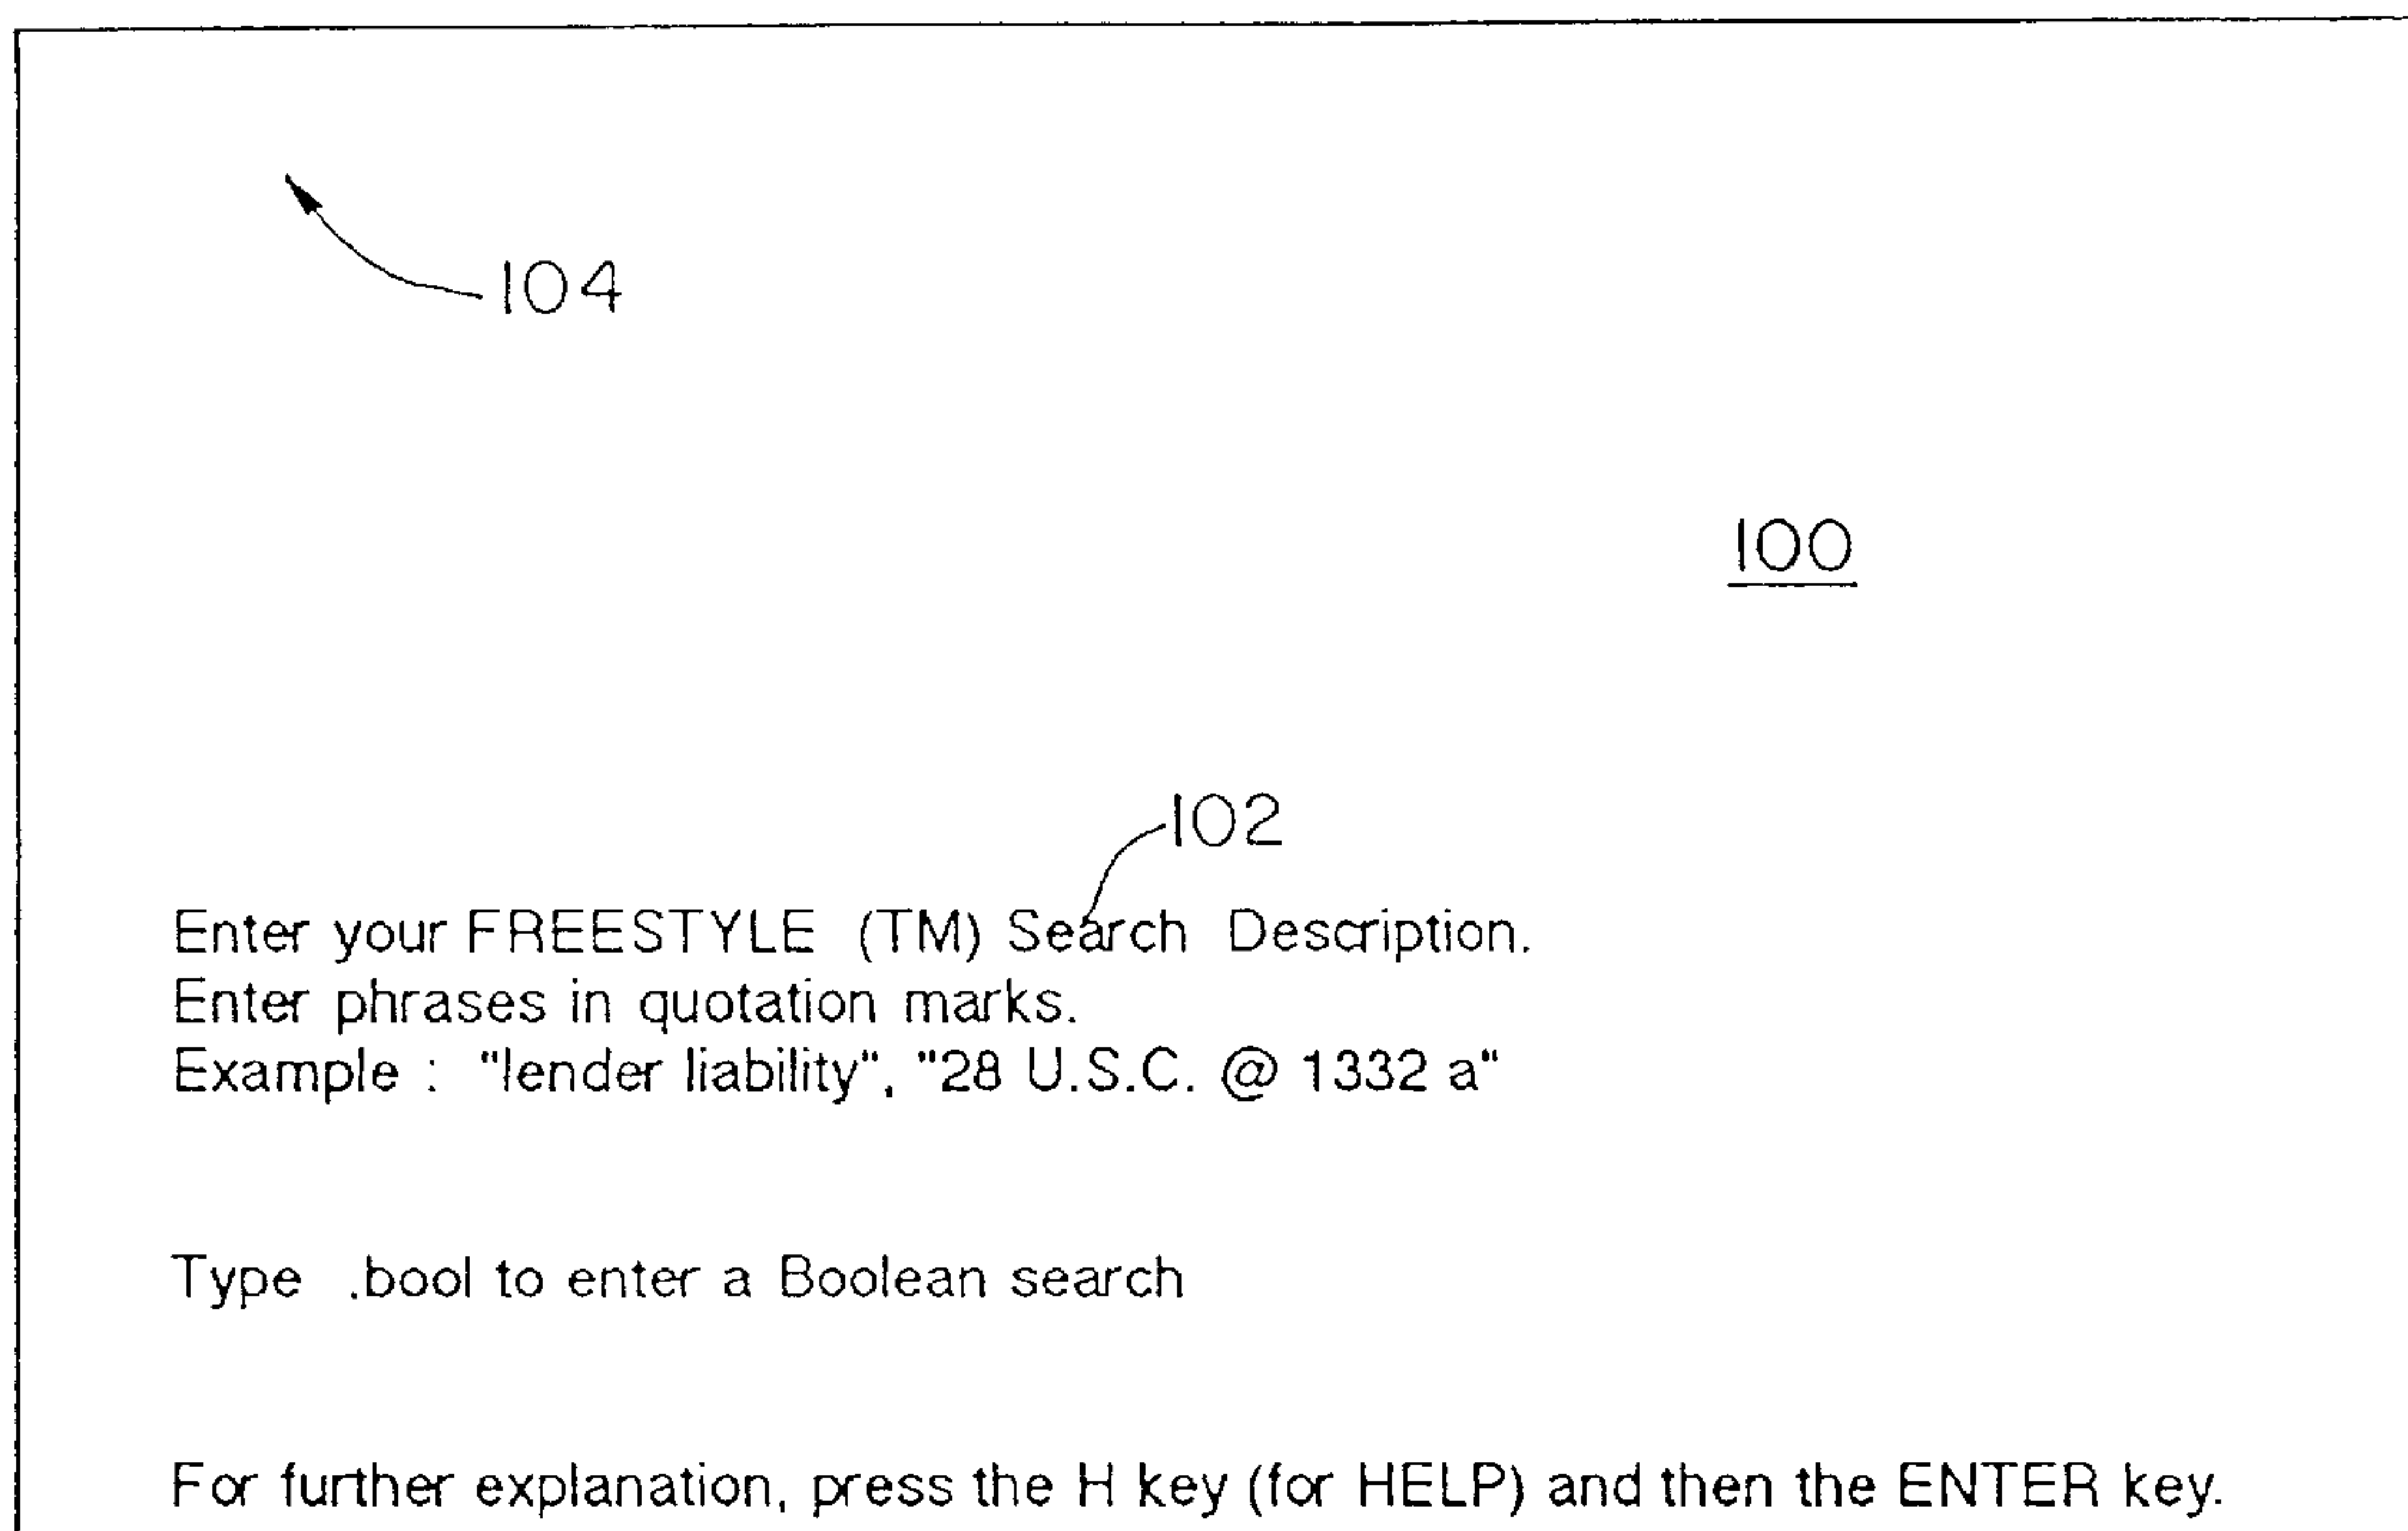 104
100
102
Enter your FREESTYLE (TM) Search Description.
Enter phrases in quotation marks.
Example : "lender liability", "28 U.S.C. @ 1332 a"
Type .bool to enter a Boolean search
For further explanation, press the H key (for HELP) and then the ENTER key.